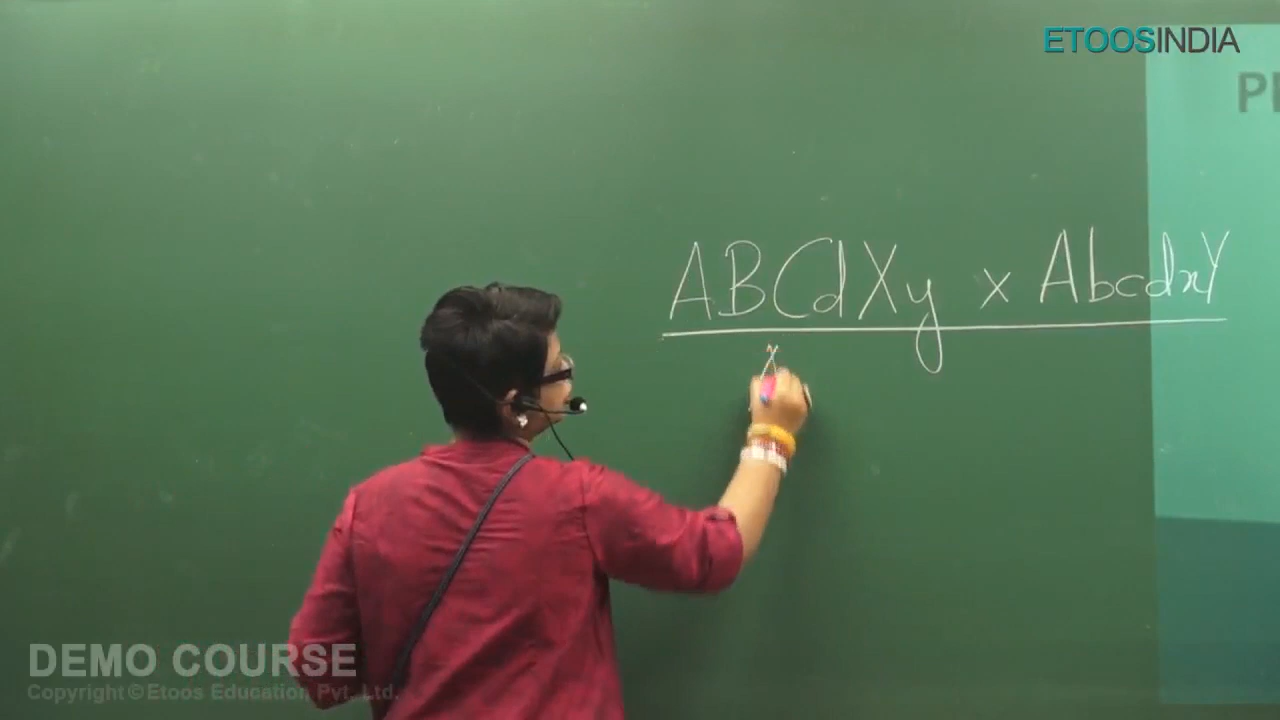 ETOOSINDIA
ABCdXy x AbcdxY
DEMO COURSE
Copyright©Etoos Education Pvt. Ltd.